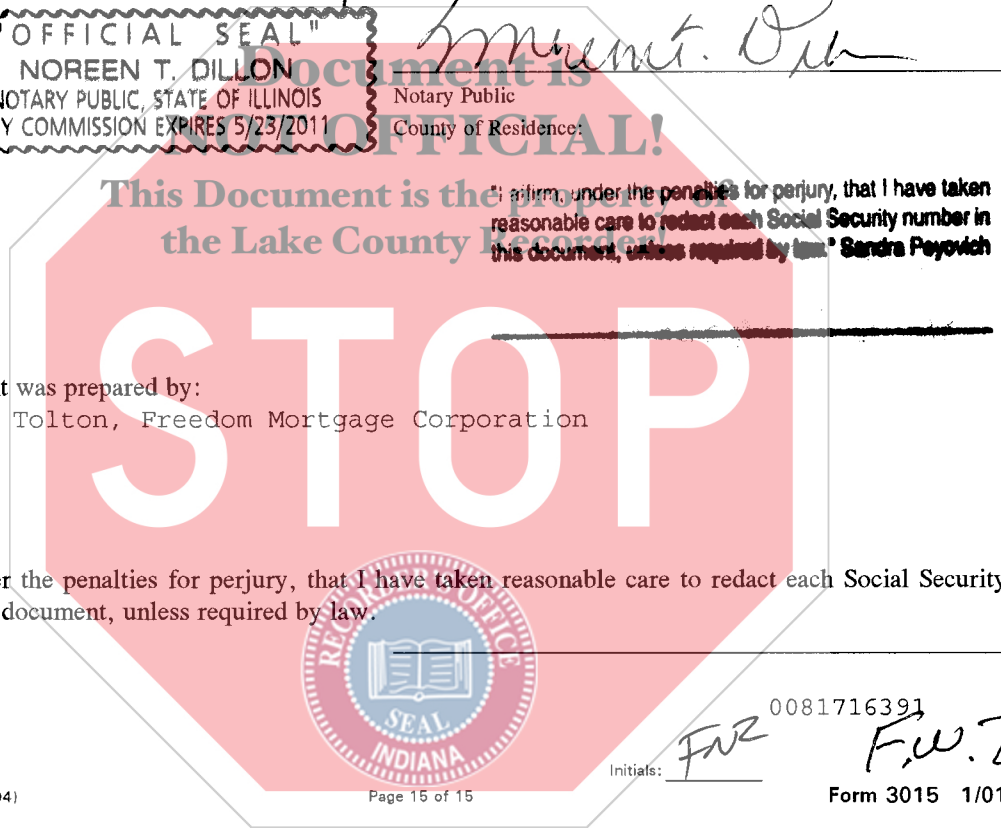 "OFFICIAL SEAL"
NOREEN T. DILLON
NOTARY PUBLIC, STATE OF ILLINOIS
Y COMMISSION EXPIRES 5/23/2011
Notary Public
County of Residence:
Document is
NOT OFFICIAL!
This Document is the property of
the Lake County Recorder!
"I affirm, under the penalties for perjury, that I have taken
reasonable care to redact each Social Security number in
this document, unless required by law." Sandra Peyovich
STOP
t was prepared by:
Tolton, Freedom Mortgage Corporation
r the penalties for perjury, that I have taken reasonable care to redact each Social Security
document, unless required by law.
RECORDER'S OFFICE
SEAL
INDIANA
0081716391
Initials: FNZ
F.W.
04)
Page 15 of 15
Form 3015 1/01